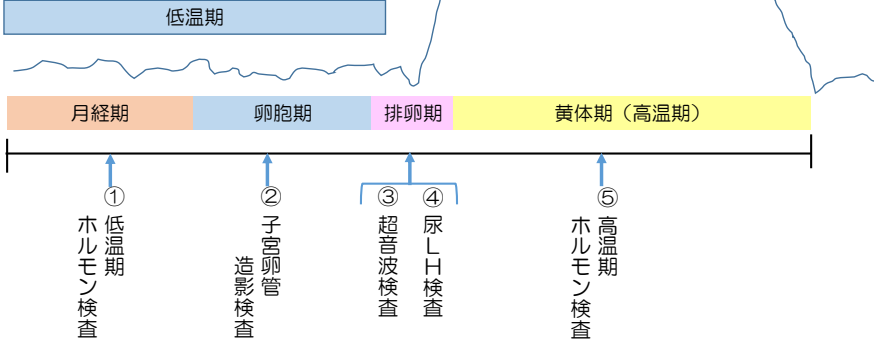 低温期
月経期
卵胞期
排卵期
黄体期（高温期）
①
低温期
ホルモン検査
②
子宮卵管
造影検査
③
超音波検査
④
尿ＬＨ検査
⑤
高温期
ホルモン検査